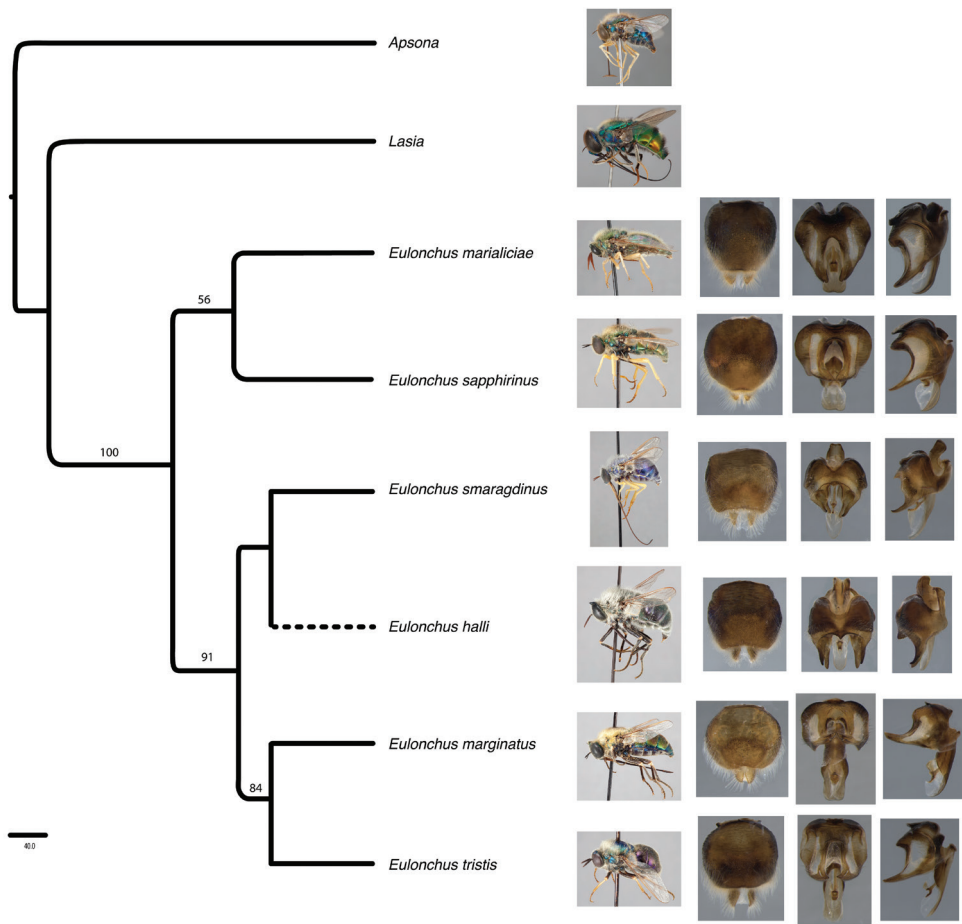 Apsona
Lasia
Eulonchus marialiciae
56
Eulonchus sapphirinus
100
Eulonchus smaragdinus
Eulonchus halli
91
Eulonchus marginatus
84
40.0
Eulonchus tristis